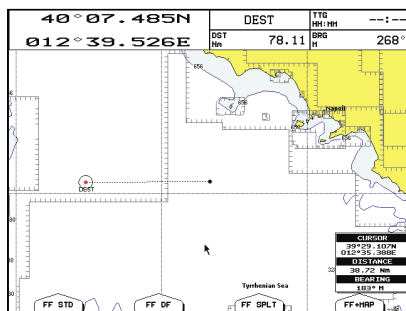 40°07.485N
012°39.526E
DEST
TTG
HH:MM
--:--
DST
Nm
78.11
BRG
M
268°
656
656
Napoli
DEST
CURSOR
39°29.107N
012°35.388E
DISTANCE
38.72 Nm
BEARING
183° M
Tyrrhenian Sea
FF STD
FF DF
FF SPLT
FF+MAP